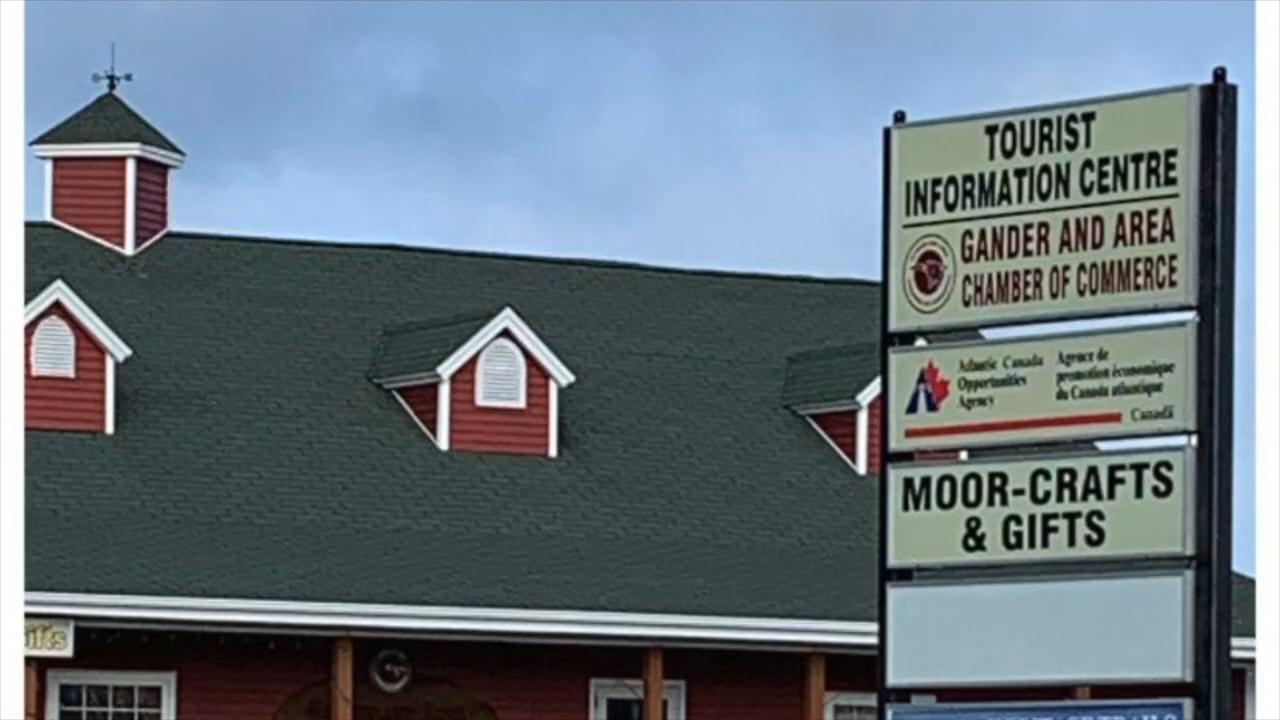 TOURIST
INFORMATION CENTRE
GANDER AND AREA
CHAMBER OF COMMERCE
Atlantic Canada
Opportunities
Agency
Agence de
promotion économique
du Canada atlantique
Canada
MOOR-CRAFTS
& GIFTS